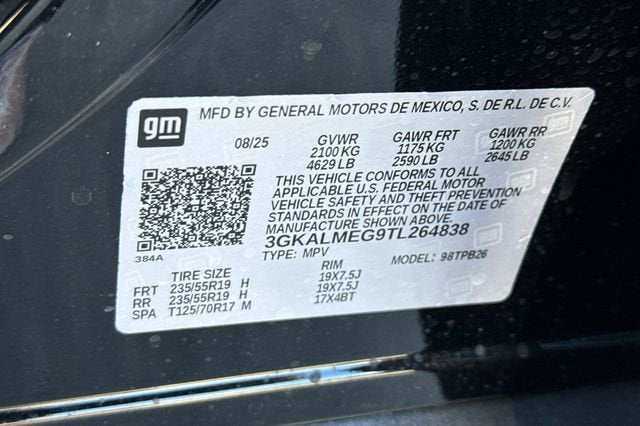 gm
MFD BY GENERAL MOTORS DE MEXICO, S. DE R.L. DE C.V.
08/25 GVWR GAWR FRT GAWR RR
2100 KG 1175 KG 1200 KG
4629 LB 2590 LB 2645 LB
THIS VEHICLE CONFORMS TO ALL
APPLICABLE U.S. FEDERAL MOTOR
VEHICLE SAFETY AND THEFT PREVENTION
STANDARDS IN EFFECT ON THE DATE OF
MANUFACTURE SHOWN ABOVE.
3GKALMEG9TL264838
384A
TYPE: MPV MODEL: 98TPB26
TIRE SIZE RIM
FRT 235/55R19 H 19X7.5J
RR 235/55R19 H 19X7.5J
SPA T125/70R17 M 17X4BT